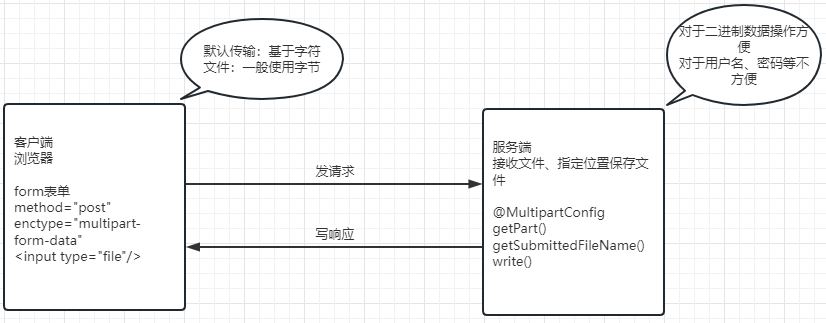 默认传输：基于字符
文件：一般使用字节
对于二进制数据操作方
便
对于用户名、密码等不
方便
客户端
浏览器
form表单
method="post"
enctype="multipart-
form-data"
<input type="file"/>
发请求
写响应
服务端
接收文件、指定位置保存文
件
@MultipartConfig
getPart()
getSubmittedFileName()
write()